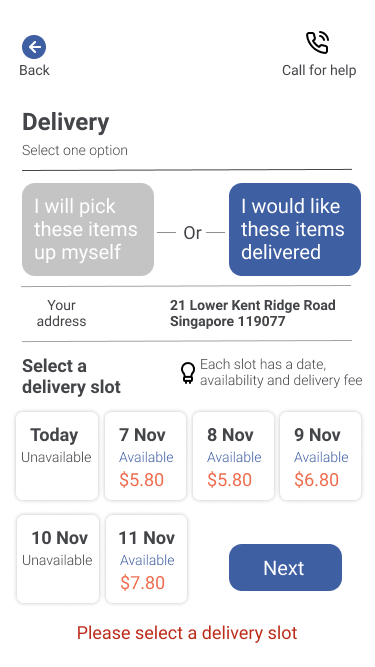 Back
Call for help
Delivery
Select one option
I will pick
these items
up myself
Or
I would like
these items
delivered
Your
address
21 Lower Kent Ridge Road
Singapore 119077
Select a
delivery slot
Each slot has a date,
availability and delivery fee
Today
Unavailable
7 Nov
Available
$5.80
8 Nov
Available
$5.80
9 Nov
Available
$6.80
10 Nov
Unavailable
11 Nov
Available
$7.80
Next
Please select a delivery slot